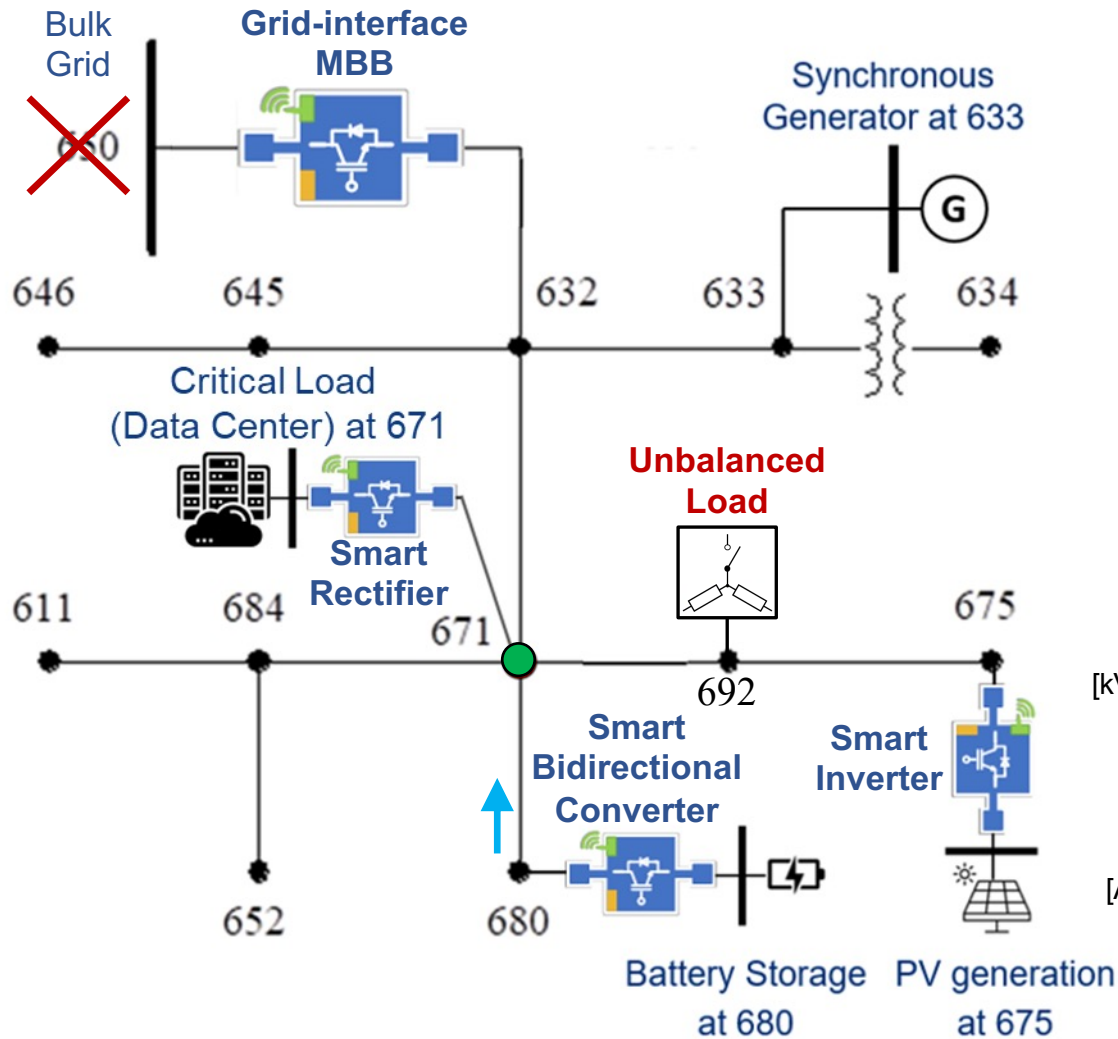 Bulk
Grid
Grid-interface
MBB
650
Synchronous
Generator at 633
G
646
645
632
633
634
Critical Load
(Data Center) at 671
Smart
Rectifier
Unbalanced
Load
611
684
671
692
675
[kV
Smart
Bidirectional
Converter
Smart
Inverter
[A
652
680
Battery Storage
at 680
PV generation
at 675